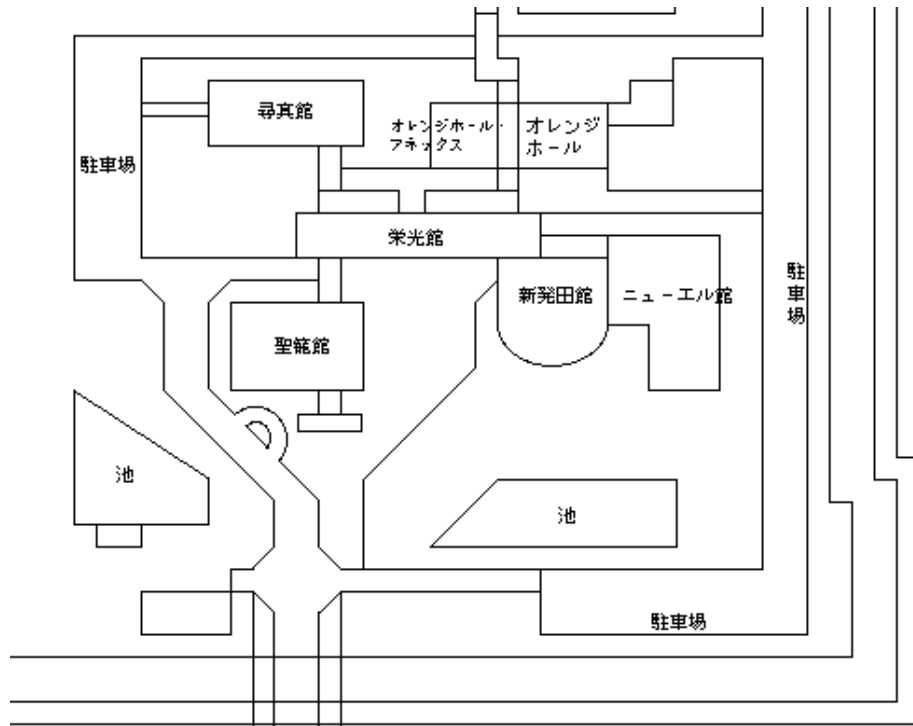 尋真館
オレンジホール・
アネックス
オレンジ
ホール
駐車場
栄光館
新発田館
ニューエル館
駐車場
聖籠館
池
池
駐車場